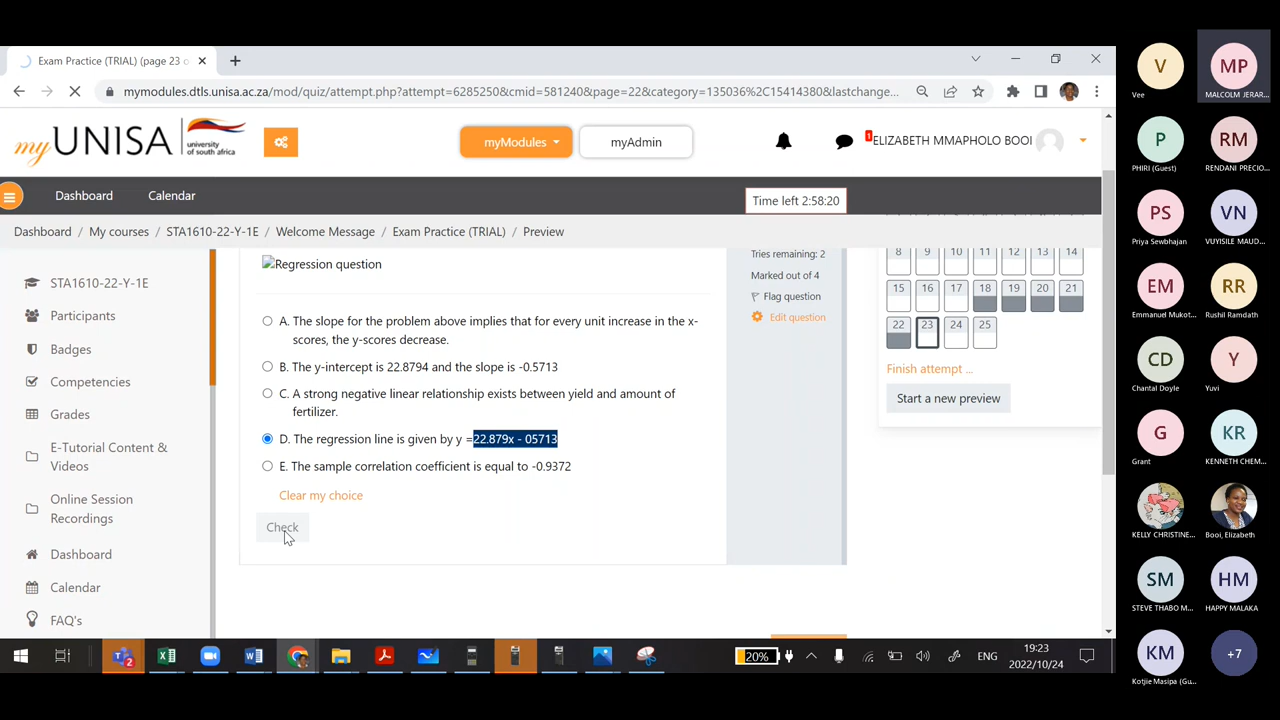 Exam Practice (TRIAL) (page 23 o
mymodules.dtls.unisa.ac.za/mod/quiz/attempt.php?attempt=6285250&cmid=581240&page=22&category=135036%2C15414380&lastchange...
my UNISA
university
of south africa
myModules
myAdmin
ELIZABETH MMAPHOLO BOOI
Dashboard
Calendar
Time left 2:58:20
Dashboard / My courses / STA1610-22-Y-1E / Welcome Message / Exam Practice (TRIAL) / Preview
STA1610-22-Y-1E
Participants
Badges
Competencies
Grades
E-Tutorial Content &
Videos
Online Session
Recordings
Dashboard
Calendar
FAQ's
Regression question
A. The slope for the problem above implies that for every unit increase in the x-
scores, the y-scores decrease.
B. The y-intercept is 22.8794 and the slope is -0.5713
C. A strong negative linear relationship exists between yield and amount of
fertilizer.
D. The regression line is given by y =22.879x - 05713
E. The sample correlation coefficient is equal to -0.9372
Clear my choice
Check
Tries remaining: 2
Marked out of 4
Flag question
Edit question
8 9 10 11 12 13 14
15 16 17 18 19 20 21
22 23 24 25
Finish attempt ...
Start a new preview
V
Vee
MP
MALCOLM JERAR...
P
PHIRI (Guest)
RM
RENDANI PRECIO...
PS
Priya Sewbhajan
VN
VUYISILE MAUD...
EM
Emmanuel Mukot...
RR
Rushil Ramdath
CD
Chantal Doyle
Y
Yuvi
G
Grant
KR
KENNETH CHEM...
KELLY CHRISTINE...
Booi, Elizabeth
SM
STEVE THABO M...
HM
HAPPY MALAKA
KM
Kotjie Masipa (Gu...
+7
2
20%
ENG
19:23
2022/10/24